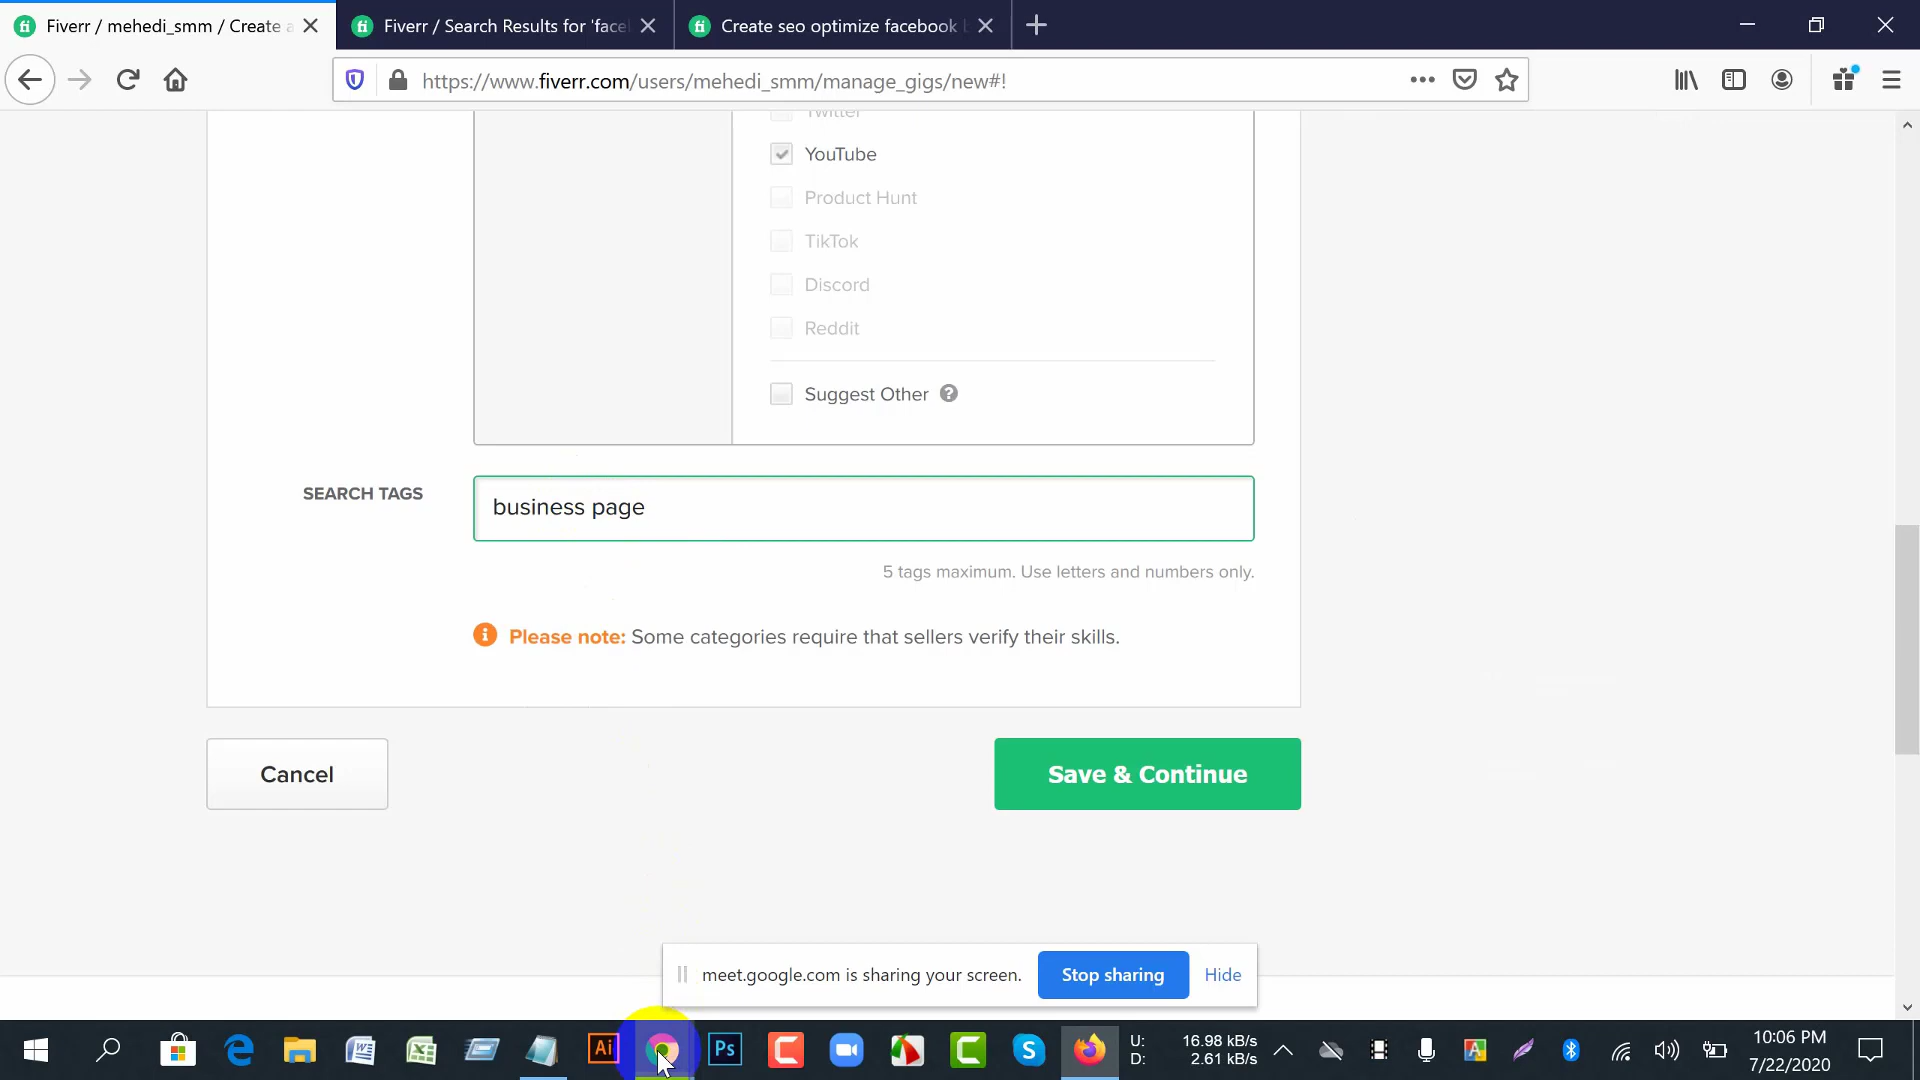 Fiverr / mehedi_smm / Create a
Fiverr / Search Results for 'face
Create seo optimize facebook b
https://www.fiverr.com/users/mehedi_smm/manage_gigs/new#!
Twitter
YouTube
Product Hunt
TikTok
Discord
Reddit
Suggest Other
SEARCH TAGS
business page
5 tags maximum. Use letters and numbers only.
Please note: Some categories require that sellers verify their skills.
Cancel
Save & Continue
meet.google.com is sharing your screen.
Stop sharing
Hide
U: 16.98 kB/s
D: 2.61 kB/s
10:06 PM
7/22/2020